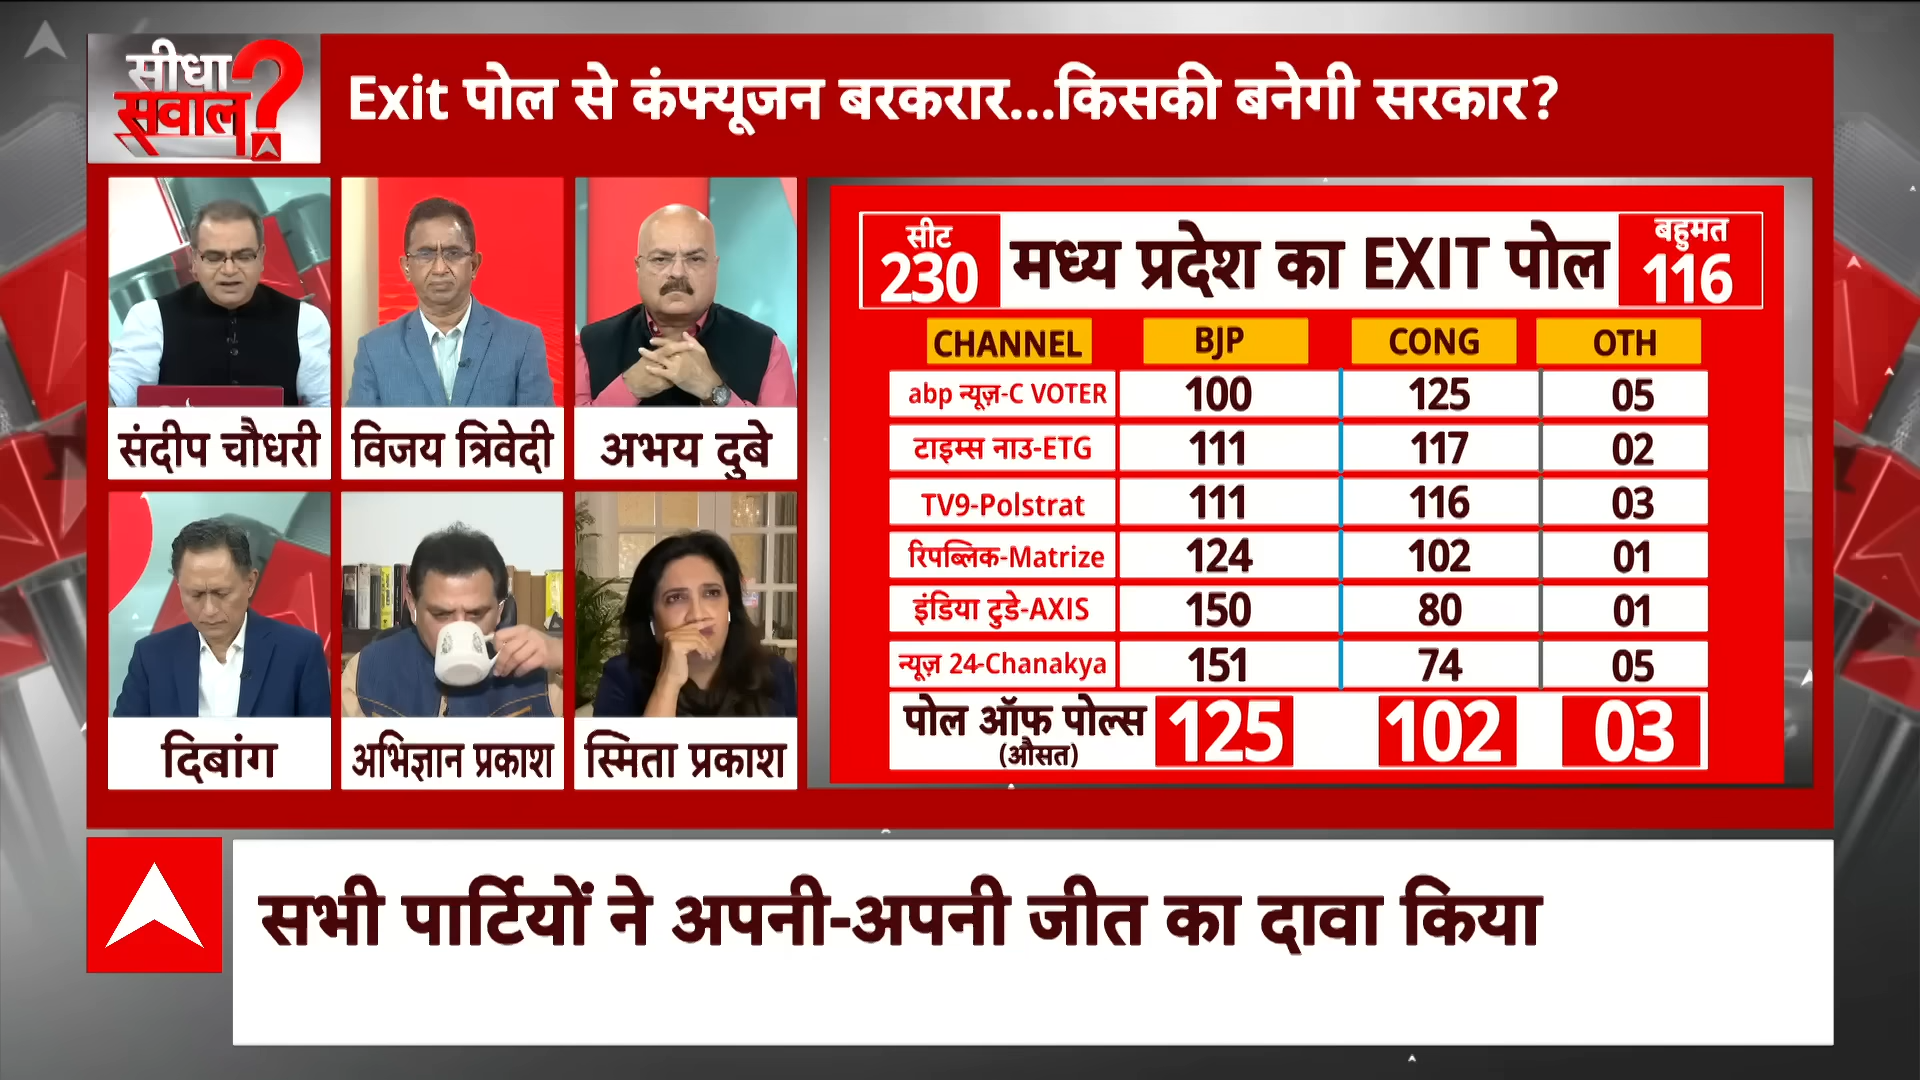 सीधा
सवाल?
Exit पोल से कंफ्यूजन बरकरार...किसकी बनेगी सरकार?
संदीप चौधरी
विजय त्रिवेदी
अभय दुबे
दिबांग
अभिज्ञान प्रकाश
स्मिता प्रकाश
सीट
230
मध्य प्रदेश का EXIT पोल
बहुमत
116
CHANNEL BJP CONG OTH
abp न्यूज़-C VOTER 100 125 05
टाइम्स नाउ-ETG 111 117 02
TV9-Polstrat 111 116 03
रिपब्लिक-Matrize 124 102 01
इंडिया टुडे-AXIS 150 80 01
न्यूज़ 24-Chanakya 151 74 05
पोल ऑफ पोल्स 125 102 03
(औसत)
सभी पार्टियों ने अपनी-अपनी जीत का दावा किया